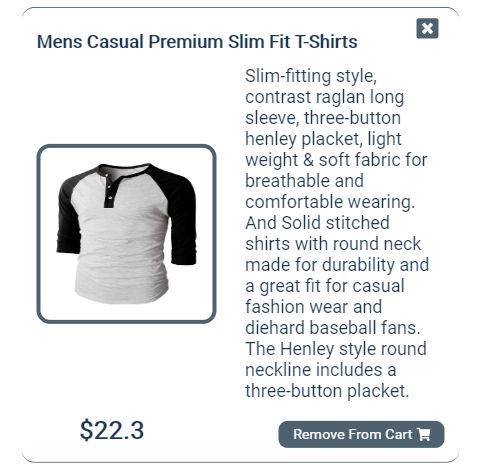 Mens Casual Premium Slim Fit T-Shirts
Slim-fitting style,
contrast raglan long
sleeve, three-button
henley placket, light
weight & soft fabric for
breathable and
comfortable wearing.
And Solid stitched
shirts with round neck
made for durability and
a great fit for casual
fashion wear and
diehard baseball fans.
The Henley style round
neckline includes a
three-button placket.
$22.3
Remove From Cart